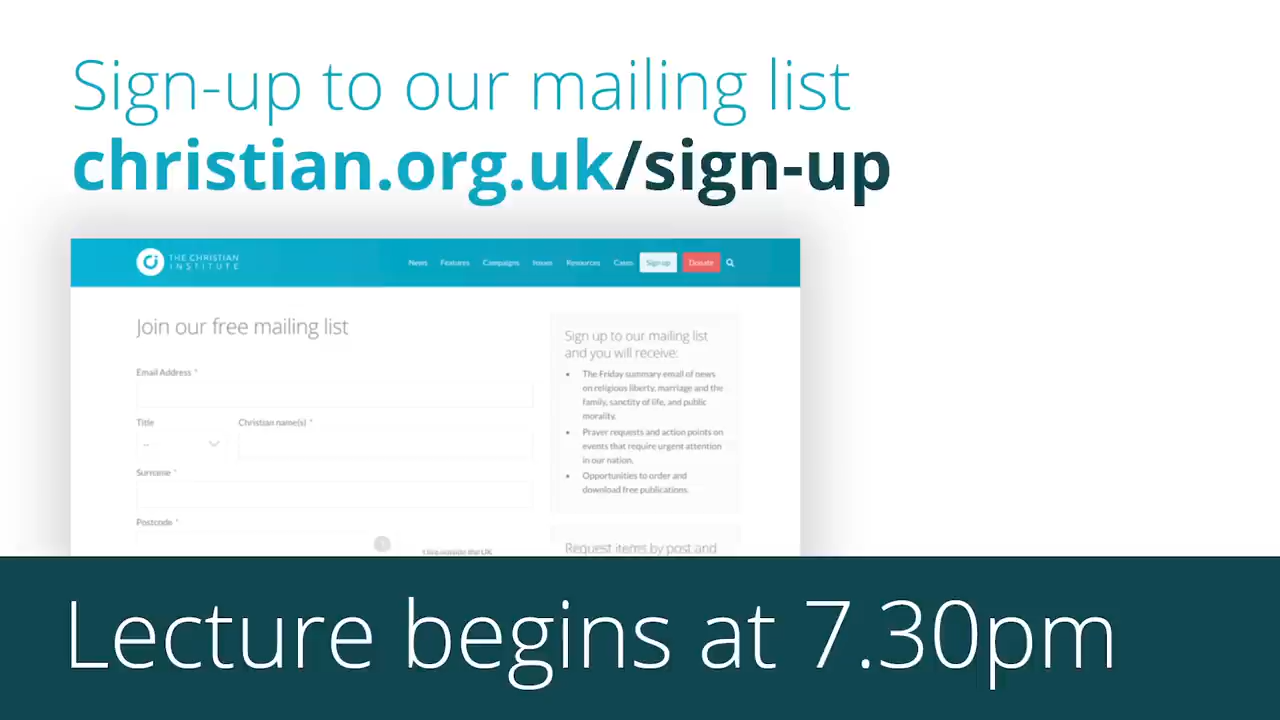 Sign-up to our mailing list
christian.org.uk/sign-up
THE CHRISTIAN
INSTITUTE
News Features Campaigns Issues Resources Cases Sign-up Donate
Join our free mailing list
Email Address *
Title Christian name(s) *
--
Surname *
Postcode *
Sign up to our mailing list
and you will receive:
• The Friday summary email of news
on religious liberty, marriage and the
family, sanctity of life, and public
morality.
• Prayer requests and action points on
events that require urgent attention
in our nation.
• Opportunities to order and
download free publications.
Request items by post and
Lecture begins at 7.30pm